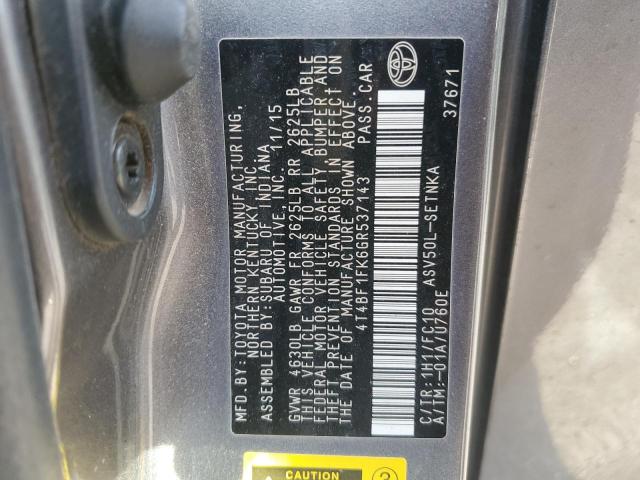 MFD.BY:TOYOTA MOTOR MANUFACTURING,
NORTHERN KENTUCKY INC.
ASSEMBLED BY:SUBARU OF INDIANA
AUTOMOTIVE, INC. 11/15
GVWR 4630LB GAWR FR 2625LB RR 2625LB
THIS VEHICLE CONFORMS TO ALL APPLICABLE
FEDERAL MOTOR VEHICLE SAFETY BUMPER AND
THEFT PREVENTION STANDARDS IN EFFECT ON
THE DATE OF MANUFACTURE SHOWN ABOVE.
4T4BF1FK6GR537143 PASS.CAR
C/TR:1H1/FC10 ASV50L-SETNKA
A/TM:-01A/U760E 37671
TOYOTA
CAUTION